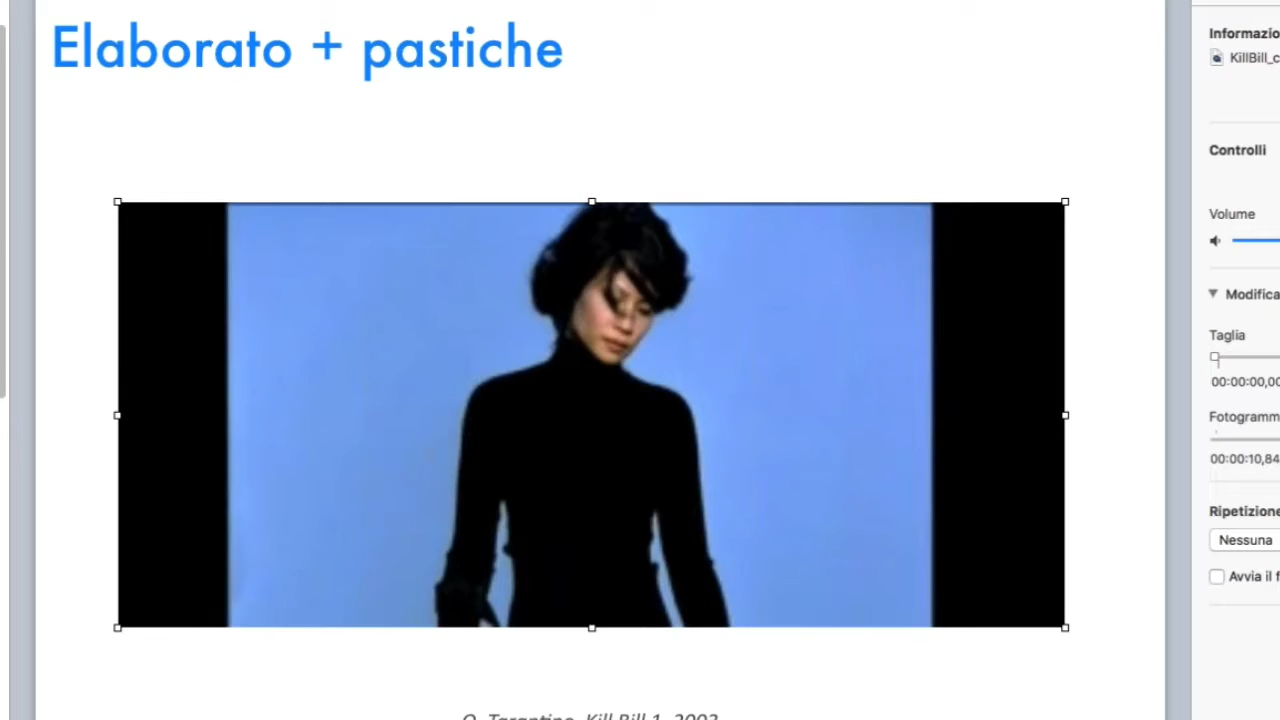 Elaborato + pastiche
Informazio
KillBill_c
Controlli
Volume
Modifica
Taglia
00:00:00,00
Fotogramm
00:00:10,84
Ripetizione
Nessuna
Avvia il f
Q. Tarantino, Kill Bill 1, 2003